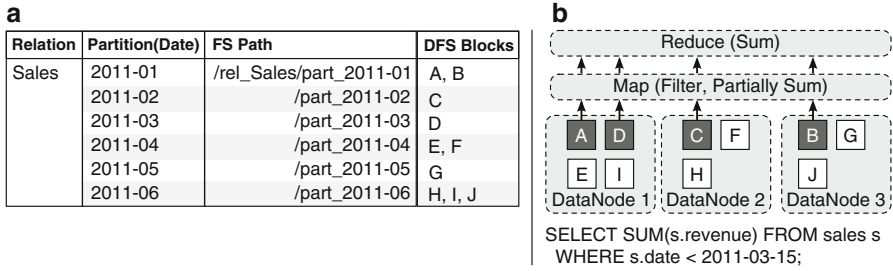 a
Relation Partition(Date) FS Path DFS Blocks
Sales 2011-01 /rel_Sales/part_2011-01 A, B
2011-02 /part_2011-02 C
2011-03 /part_2011-03 D
2011-04 /part_2011-04 E, F
2011-05 /part_2011-05 G
2011-06 /part_2011-06 H, I, J
b
Reduce (Sum)
Map (Filter, Partially Sum)
A D C F B G
E I H J
DataNode 1 DataNode 2 DataNode 3
SELECT SUM(s.revenue) FROM sales s
WHERE s.date < 2011-03-15;